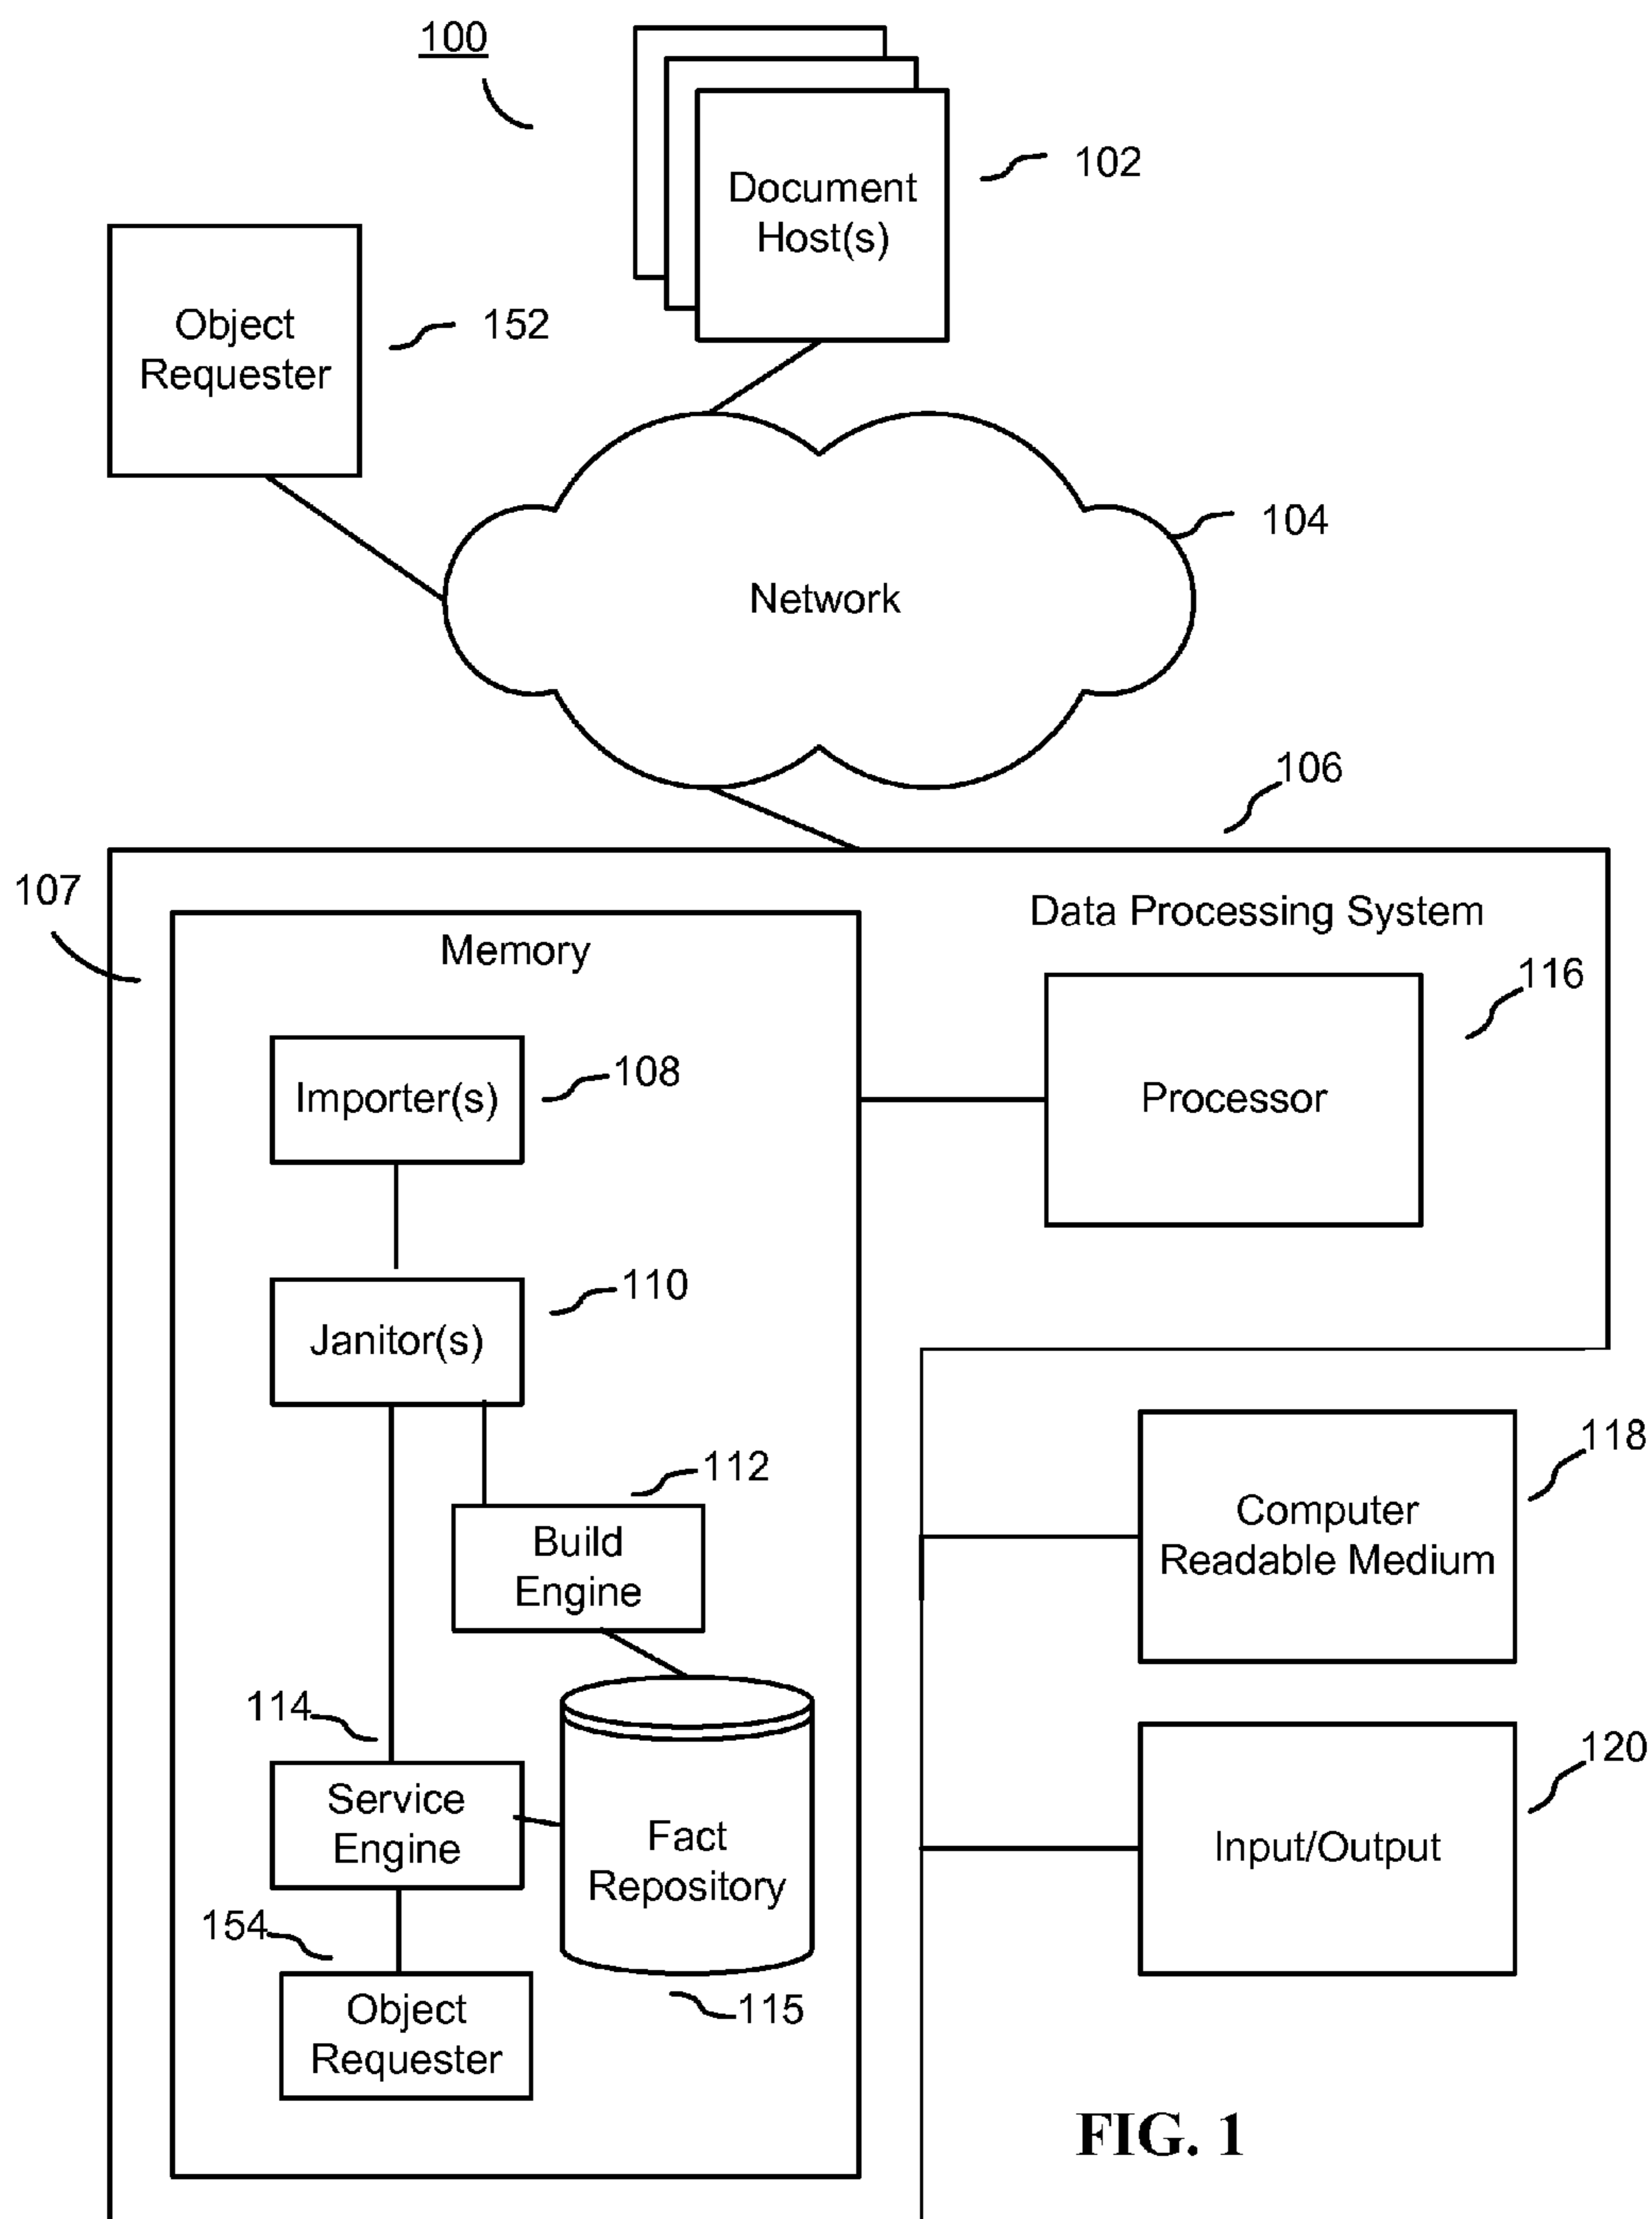 100
Document
Host(s)
102
Object
Requester
152
104
Network
106
107
Data Processing System
Memory
116
Importer(s)
108
Processor
Janitor(s)
110
118
112
Build
Engine
Computer
Readable Medium
114
120
Service
Engine
Fact
Repository
Input/Output
154
Object
Requester
115
FIG. 1